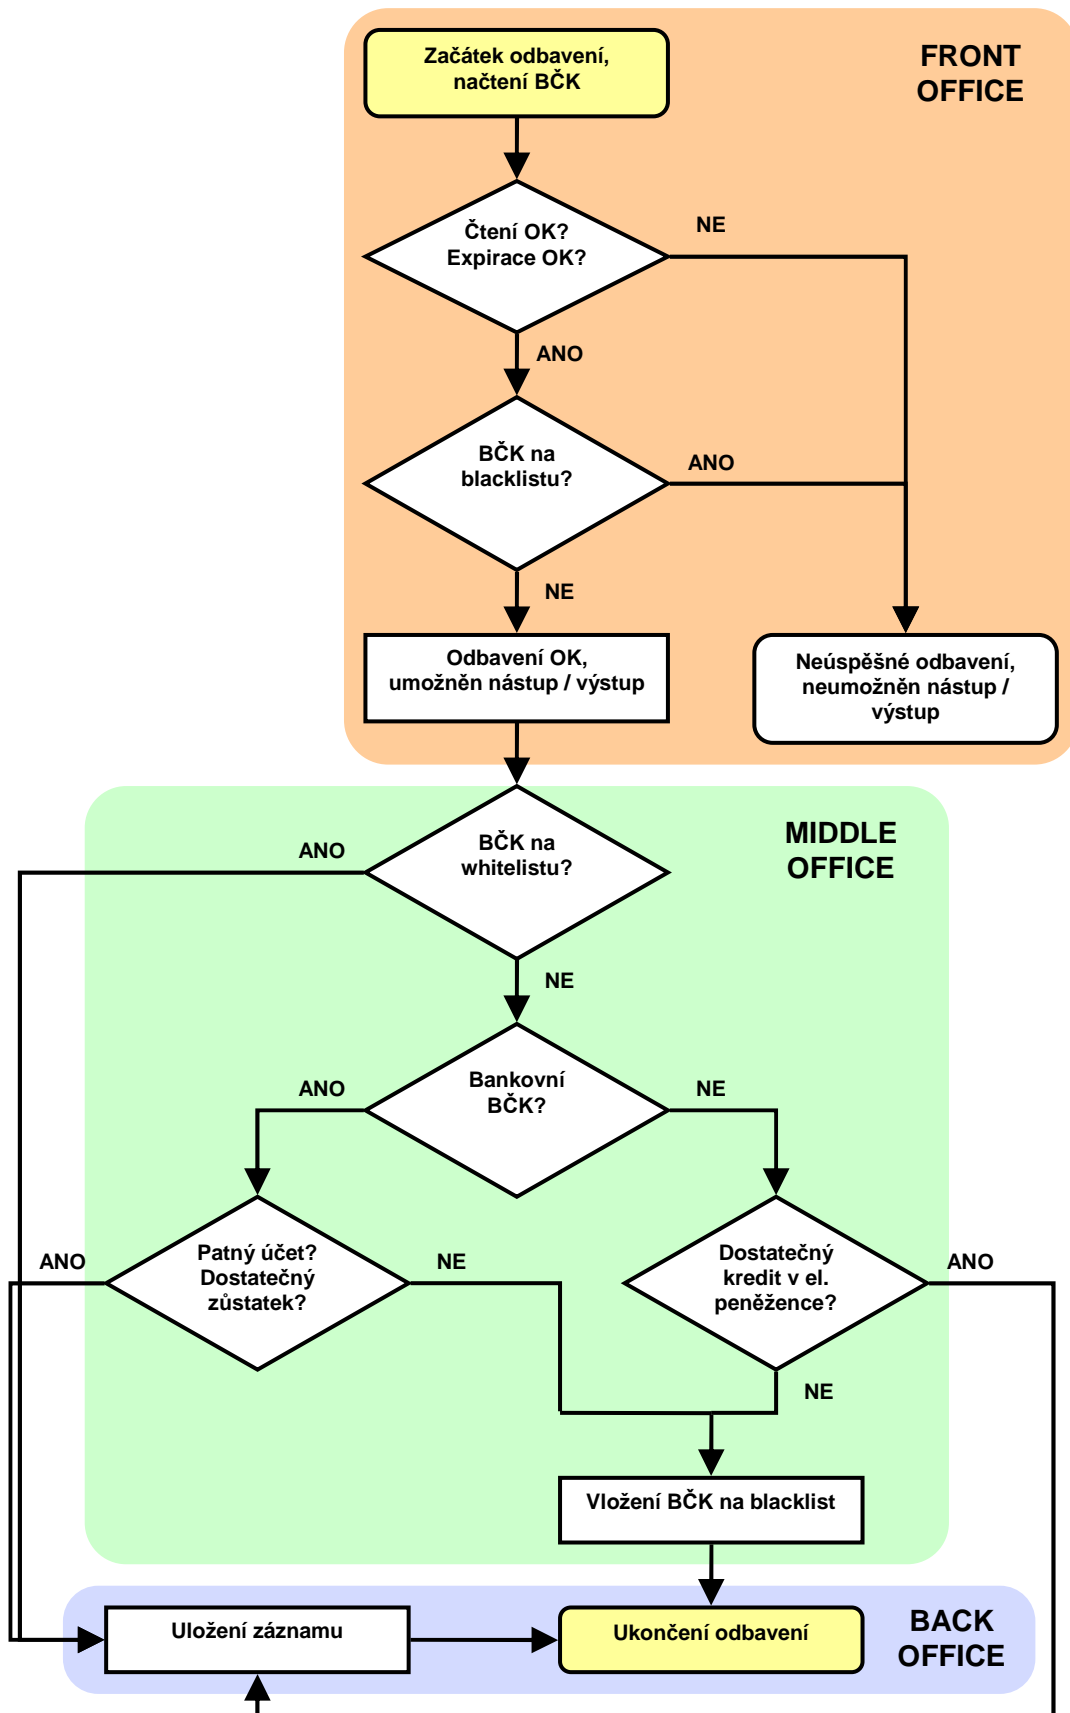 Začátek odbavení,
načtení BČK
FRONT
OFFICE
Čtení OK?
Expirace OK?
NE
ANO
BČK na
blacklistu?
ANO
NE
Odbavení OK,
umožněn nástup / výstup
Neúspěšné odbavení,
neumožněn nástup /
výstup
MIDDLE
OFFICE
BČK na
whitelistu?
ANO
NE
Bankovní
BČK?
ANO
NE
Patný účet?
Dostatečný
zůstatek?
ANO
NE
Dostatečný
kredit v el.
peněžence?
ANO
NE
Vložení BČK na blacklist
Uložení záznamu
Ukončení odbavení
BACK
OFFICE